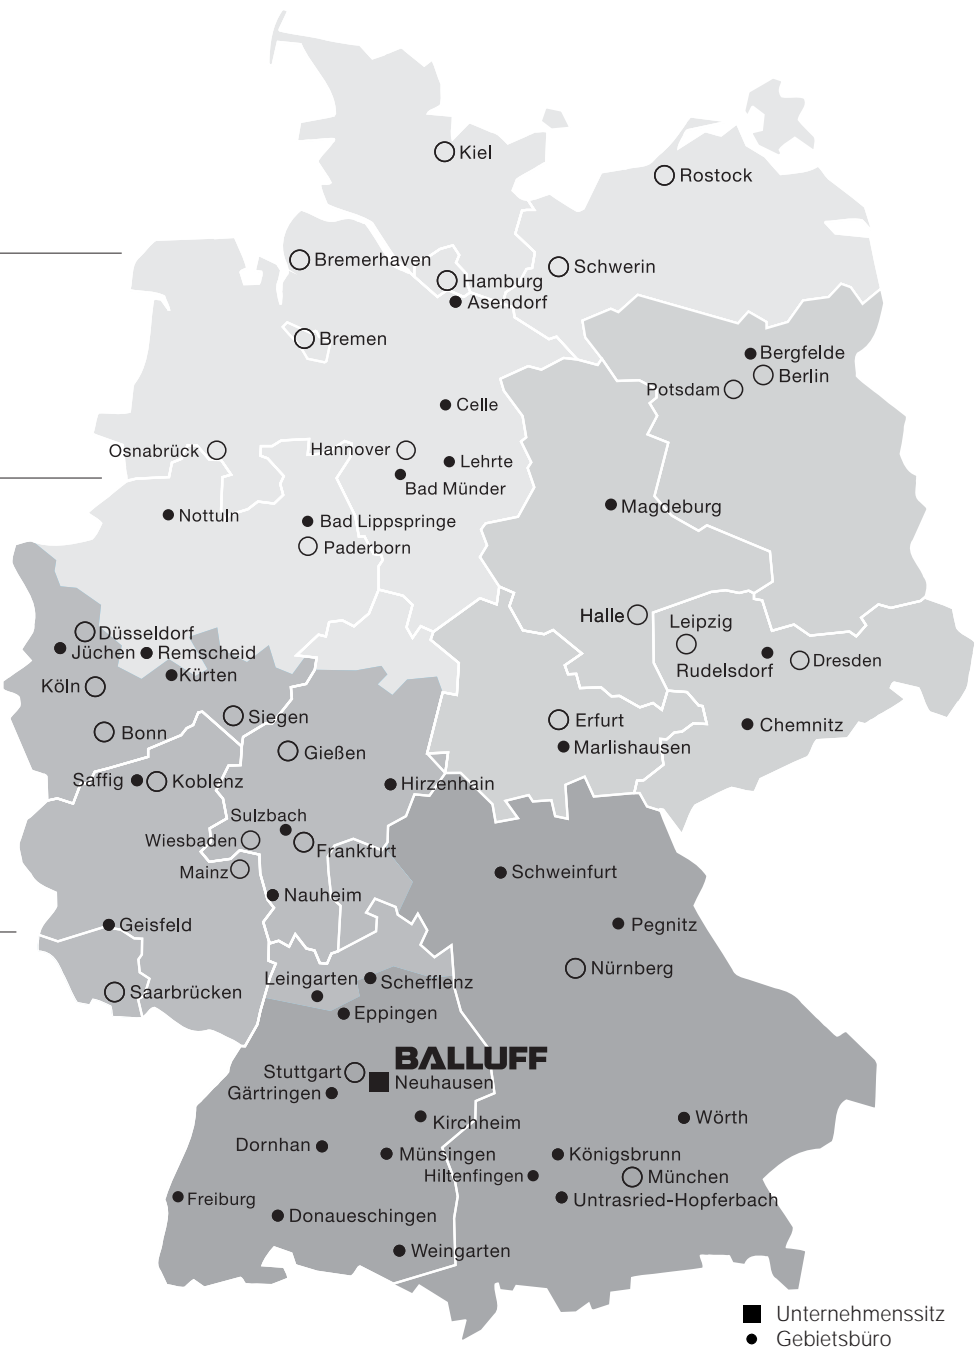 Kiel
Rostock
Bremerhaven
Schwerin
Hamburg
Asendorf
Bremen
Bergfelde
Berlin
Potsdam
Celle
Osnabrück
Hannover
Lehrte
Bad Münder
Magdeburg
Nottuln
Bad Lippspringe
Paderborn
Halle
Leipzig
Düsseldorf
Jüchen
Remscheid
Rudelsdorf
Dresden
Kürten
Köln
Siegen
Erfurt
Chemnitz
Bonn
Gießen
Marlishausen
Saffig
Koblenz
Hirzenhain
Sulzbach
Wiesbaden
Frankfurt
Mainz
Schweinfurt
Nauheim
Geisfeld
Pegnitz
Nürnberg
Leingarten
Schefflenz
Saarbrücken
Eppingen
BALLUFF
Stuttgart
Neuhausen
Gärtringen
Kirchheim
Wörth
Dornhan
Münsingen
Königsbrunn
Hiltenfingen
München
Freiburg
Untrasried-Hopferbach
Donaueschingen
Weingarten
Unternehmenssitz
Gebietsbüro